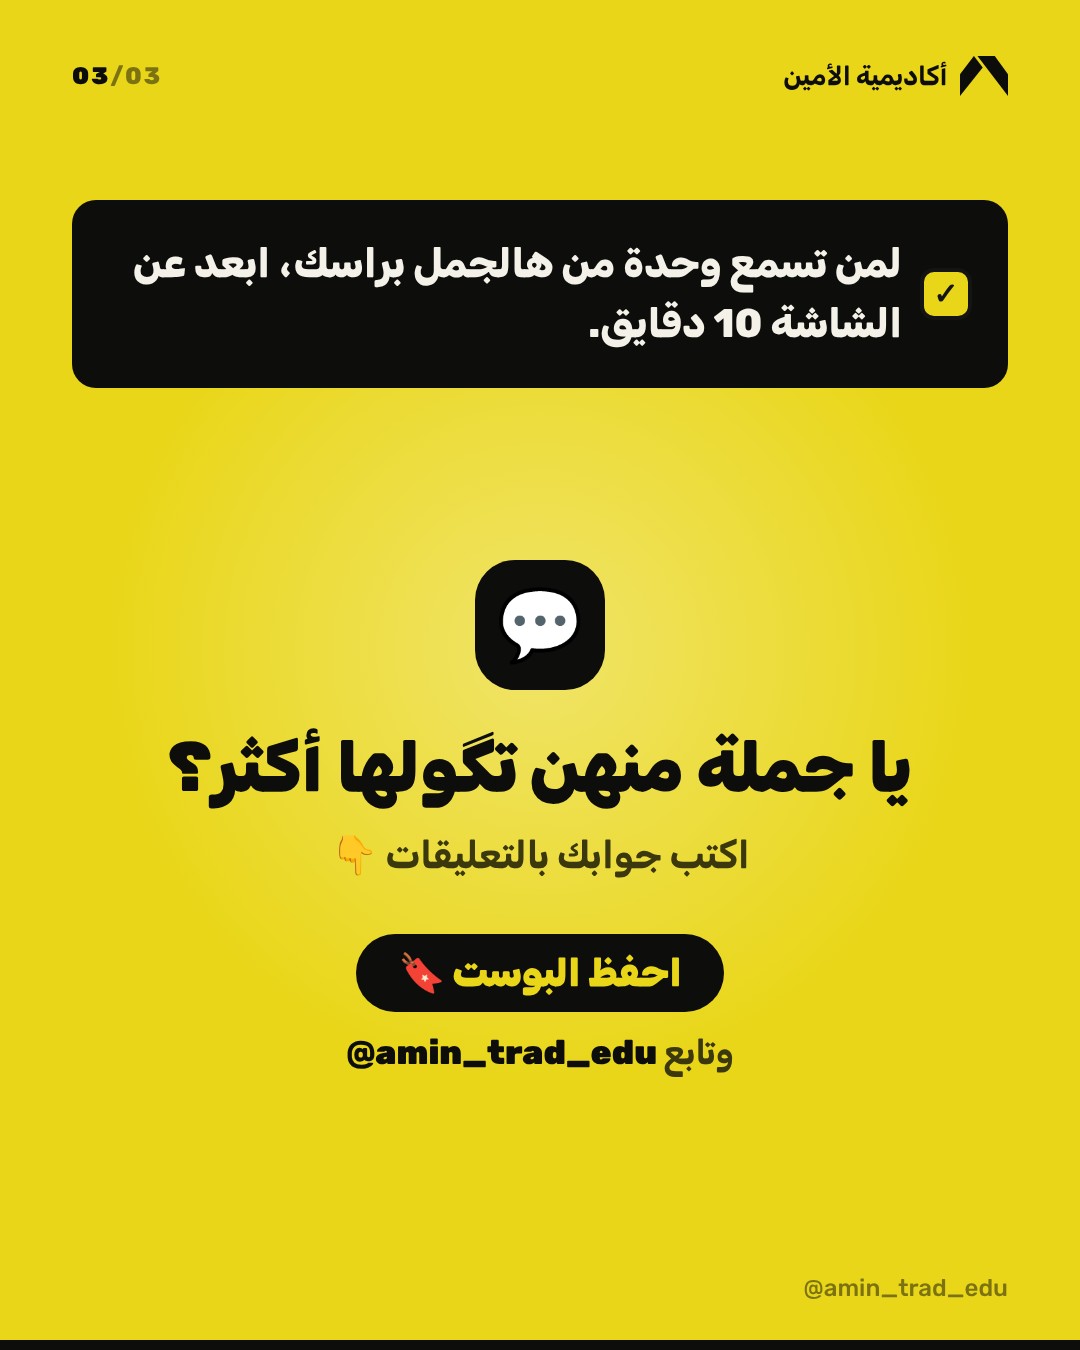 أكاديمية الأمين
03/03
لمن تسمع وحدة من هالجمل براسك، ابعد عن
الشاشة 10 دقايق.
يا جملة منهن تگولها أكثر؟
اكتب جوابك بالتعليقات 👇
احفظ البوست 🔖
وتابع @amin_trad_edu
@amin_trad_edu